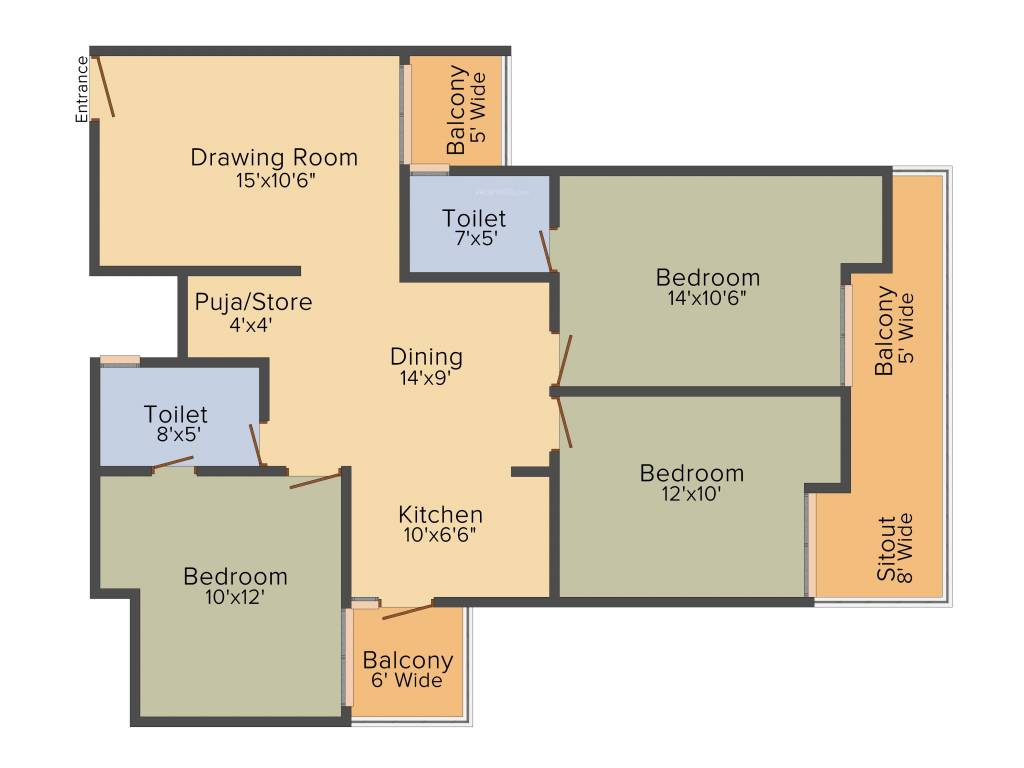 Entrance
Drawing Room
15'x10'6"
Balcony
5' Wide
Toilet
7'x5'
Bedroom
14'x10'6"
Balcony
5' Wide
Puja/Store
4'x4'
Dining
14'x9'
Toilet
8'x5'
Bedroom
12'x10'
Sitout
8' Wide
Kitchen
10'x6'6"
Bedroom
10'x12'
Balcony
6' Wide